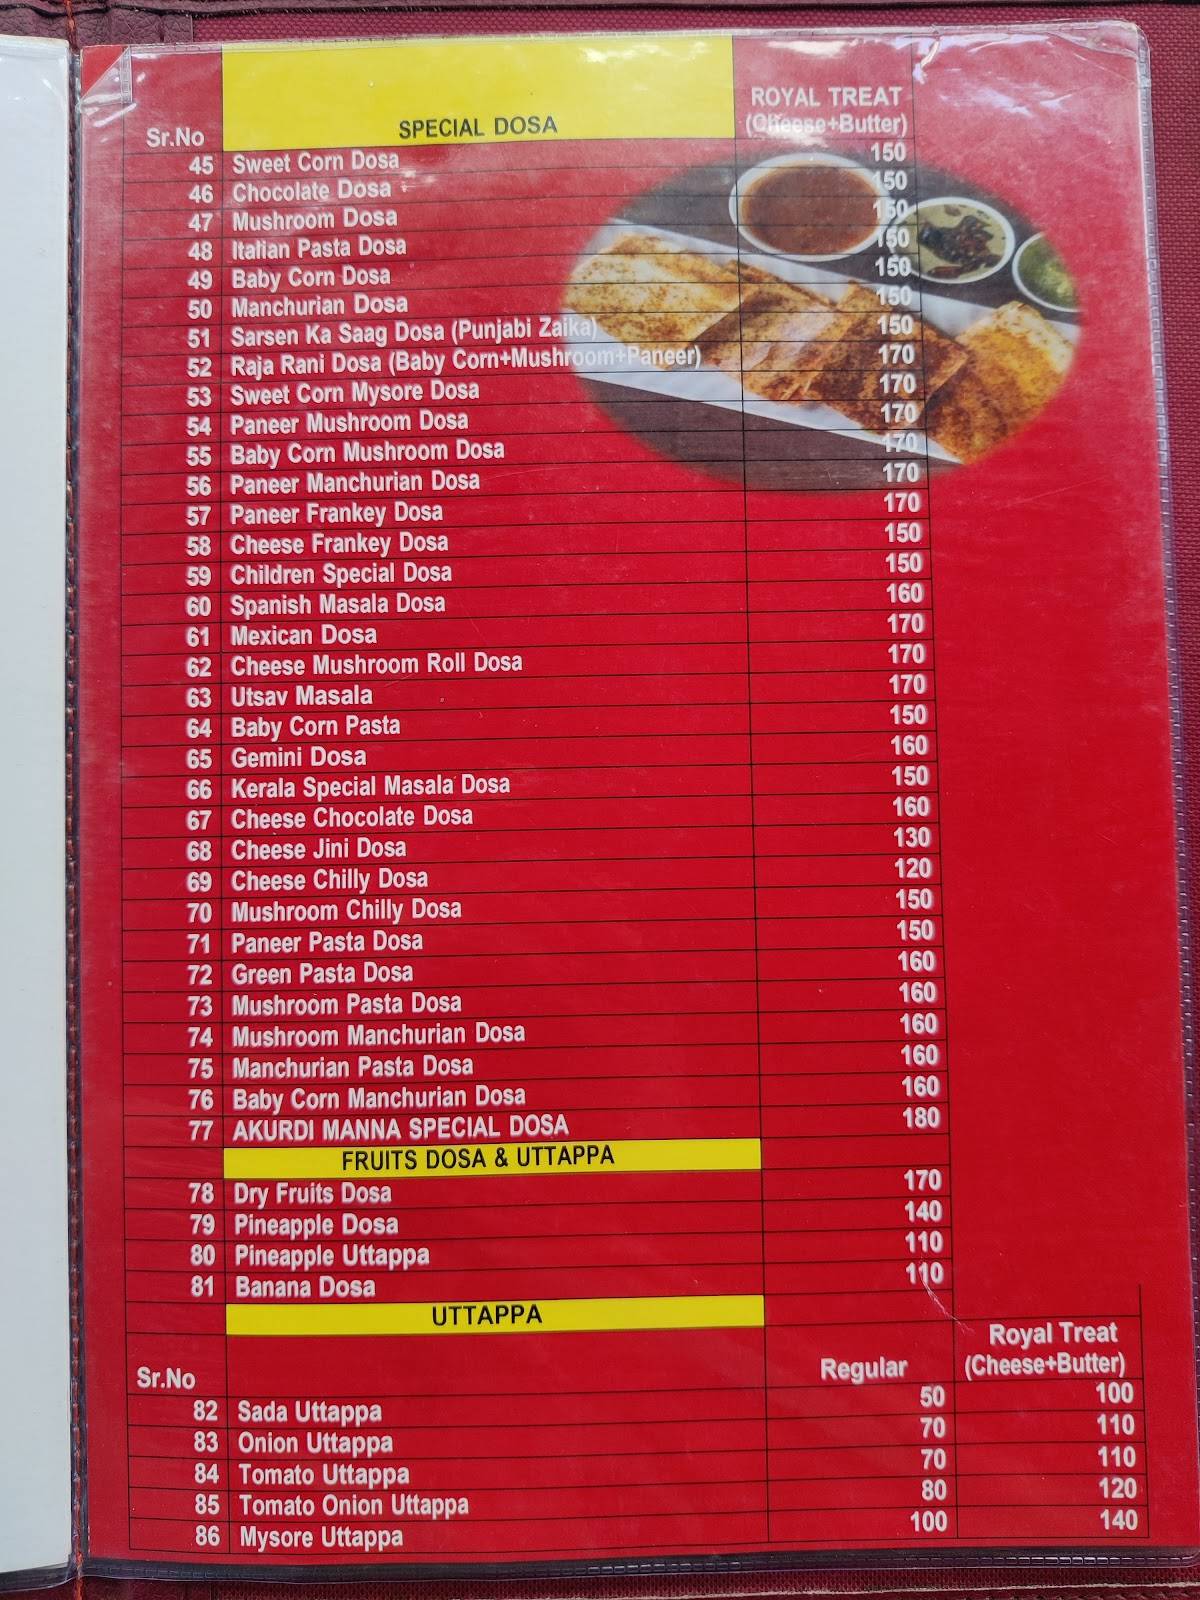 Sr.No SPECIAL DOSA ROYAL TREAT (Cheese+Butter)
45 Sweet Corn Dosa 150
46 Chocolate Dosa 150
47 Mushroom Dosa 150
48 Italian Pasta Dosa 150
49 Baby Corn Dosa 150
50 Manchurian Dosa 150
51 Sarsen Ka Saag Dosa (Punjabi Zaika) 150
52 Raja Rani Dosa (Baby Corn+Mushroom+Paneer) 170
53 Sweet Corn Mysore Dosa 170
54 Paneer Mushroom Dosa 170
55 Baby Corn Mushroom Dosa 170
56 Paneer Manchurian Dosa 170
57 Paneer Frankey Dosa 170
58 Cheese Frankey Dosa 150
59 Children Special Dosa 150
60 Spanish Masala Dosa 160
61 Mexican Dosa 170
62 Cheese Mushroom Roll Dosa 170
63 Utsav Masala 170
64 Baby Corn Pasta 150
65 Gemini Dosa 160
66 Kerala Special Masala Dosa 150
67 Cheese Chocolate Dosa 160
68 Cheese Jini Dosa 130
69 Cheese Chilly Dosa 120
70 Mushroom Chilly Dosa 150
71 Paneer Pasta Dosa 150
72 Green Pasta Dosa 160
73 Mushroom Pasta Dosa 160
74 Mushroom Manchurian Dosa 160
75 Manchurian Pasta Dosa 160
76 Baby Corn Manchurian Dosa 160
77 AKURDI MANNA SPECIAL DOSA 180
FRUITS DOSA & UTTAPPA
78 Dry Fruits Dosa 170
79 Pineapple Dosa 140
80 Pineapple Uttappa 110
81 Banana Dosa 110
UTTAPPA
Sr.No Regular Royal Treat (Cheese+Butter)
82 Sada Uttappa 50 100
83 Onion Uttappa 70 110
84 Tomato Uttappa 70 110
85 Tomato Onion Uttappa 80 120
86 Mysore Uttappa 100 140